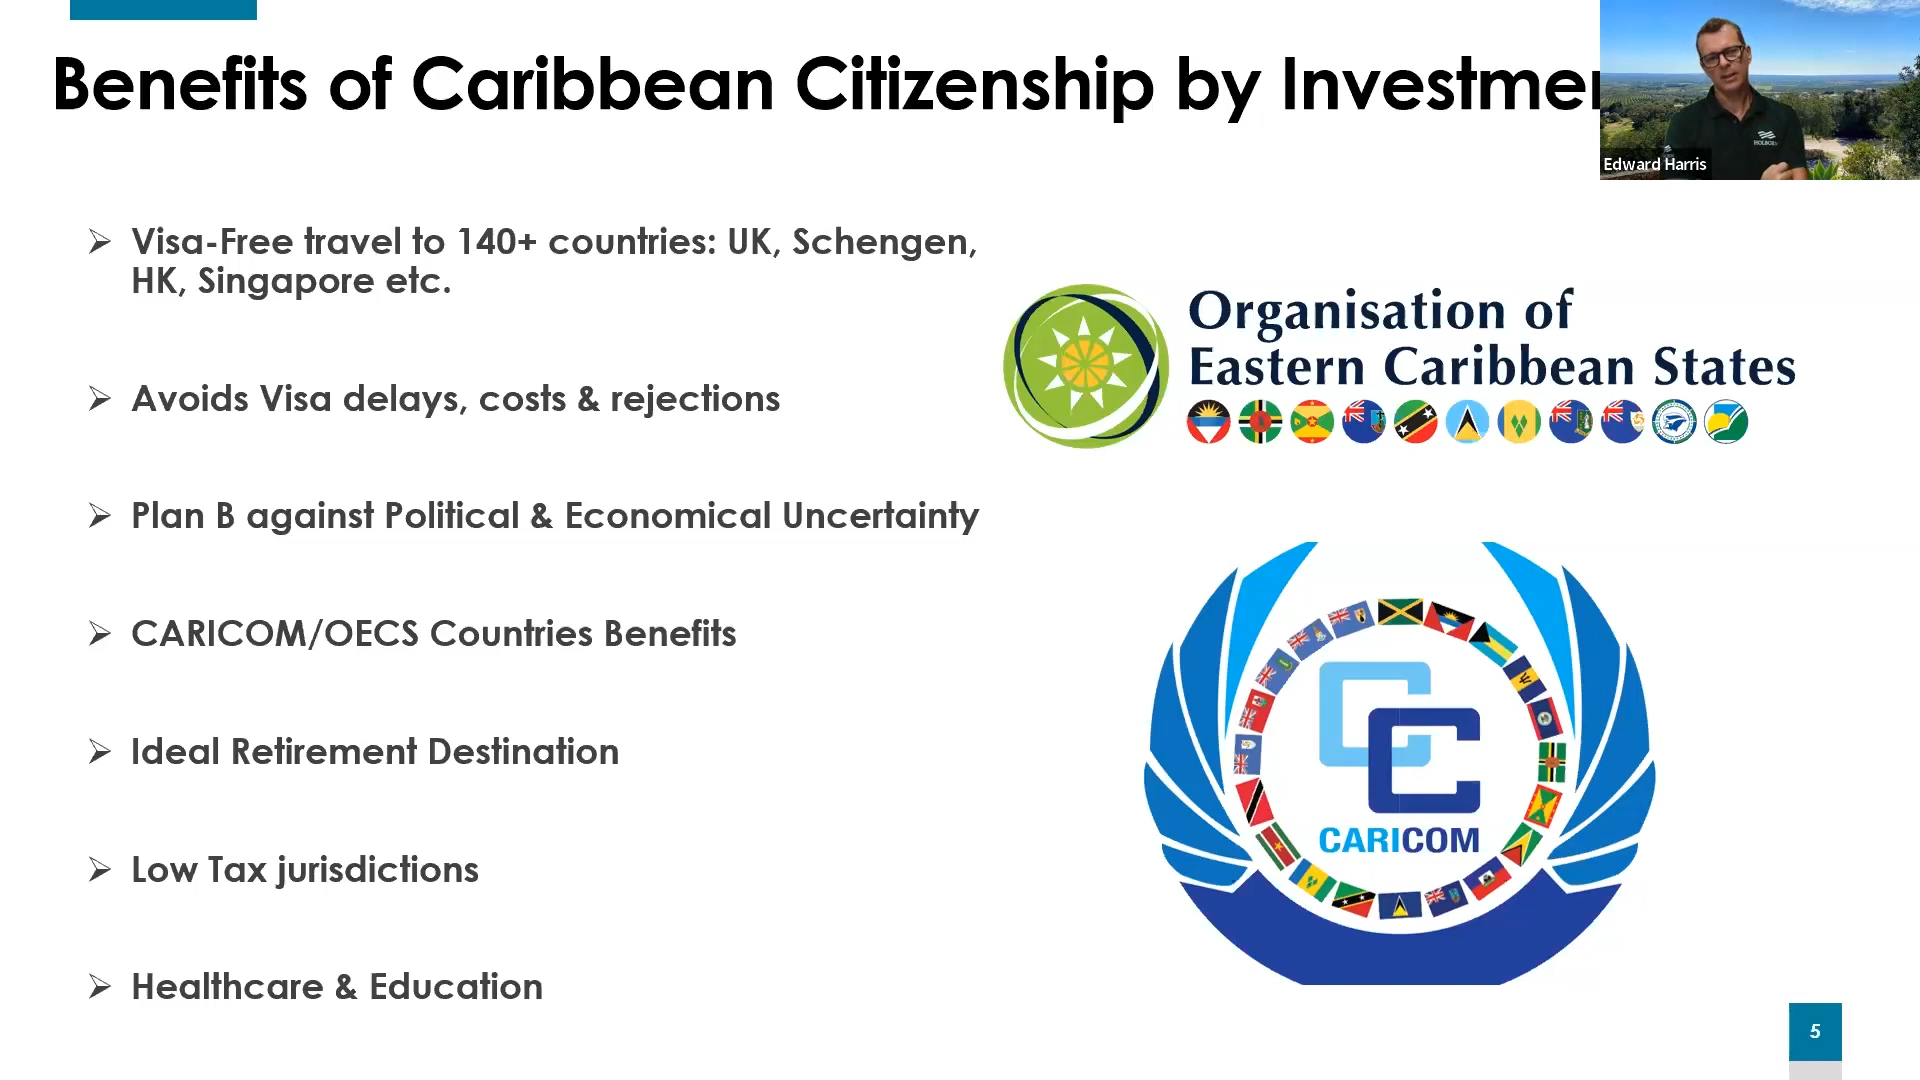 Benefits of Caribbean Citizenship by Investme
Edward Harris
Visa-Free travel to 140+ countries: UK, Schengen,
HK, Singapore etc.
Avoids Visa delays, costs & rejections
Plan B against Political & Economical Uncertainty
CARICOM/OECS Countries Benefits
Ideal Retirement Destination
Low Tax jurisdictions
Healthcare & Education
Organisation of
Eastern Caribbean States
CARICOM
5